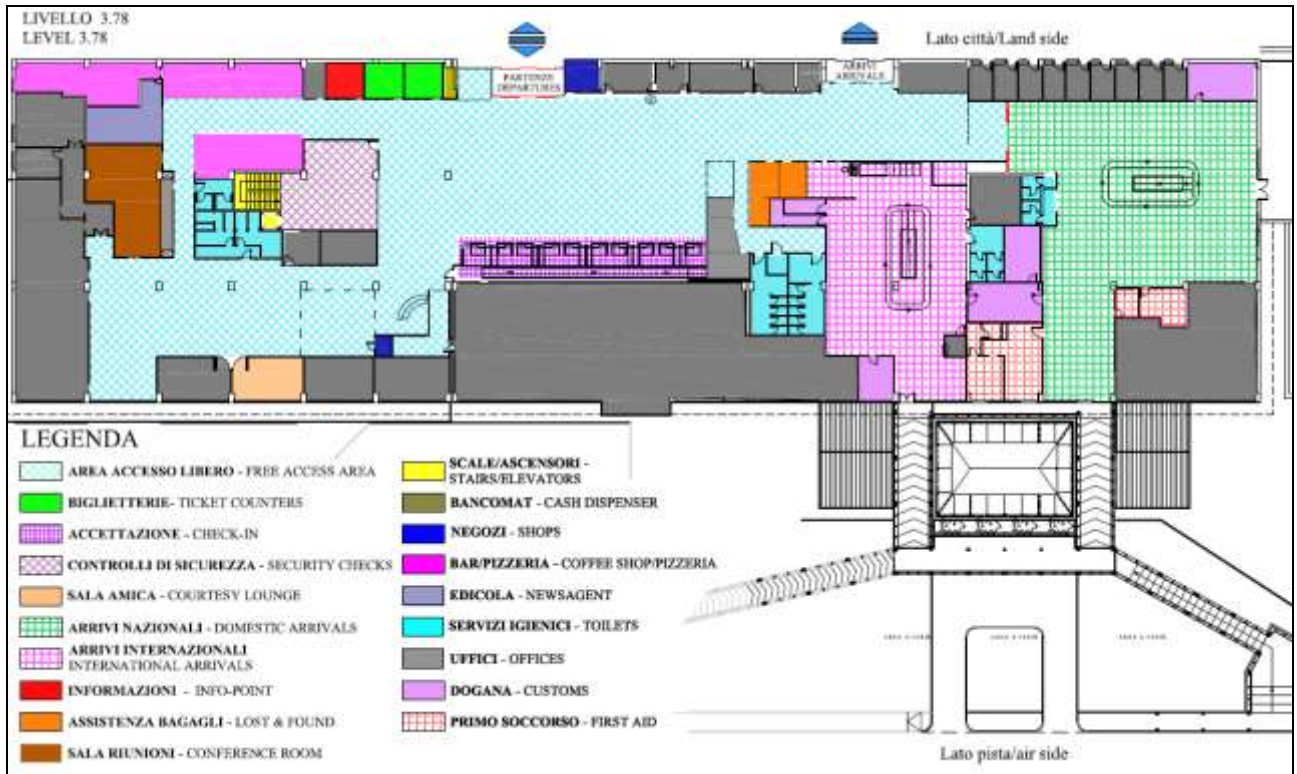 LIVELLO 3.78
LEVEL 3.78
Lato città/Land side
PARTENZE
DEPARTURES
ARRIVI
ARRIVALS
LEGENDA
AREA ACCESSO LIBERO - FREE ACCESS AREA
BIGLIETTERIE- TICKET COUNTERS
ACCETTAZIONE - CHECK-IN
CONTROLLI DI SICUREZZA - SECURITY CHECKS
SALA AMICA - COURTESY LOUNGE
ARRIVI NAZIONALI - DOMESTIC ARRIVALS
ARRIVI INTERNAZIONALI
INTERNATIONAL ARRIVALS
INFORMAZIONI - INFO-POINT
ASSISTENZA BAGAGLI - LOST & FOUND
SALA RIUNIONI - CONFERENCE ROOM
SCALE/ASCENSORI -
STAIRS/ELEVATORS
BANCOMAT - CASH DISPENSER
NEGOZI - SHOPS
BAR/PIZZERIA - COFFEE SHOP/PIZZERIA
EDICOLA - NEWSAGENT
SERVIZI IGIENICI - TOILETS
UFFICI - OFFICES
DOGANA - CUSTOMS
PRIMO SOCCORSO - FIRST AID
Lato pista/air side